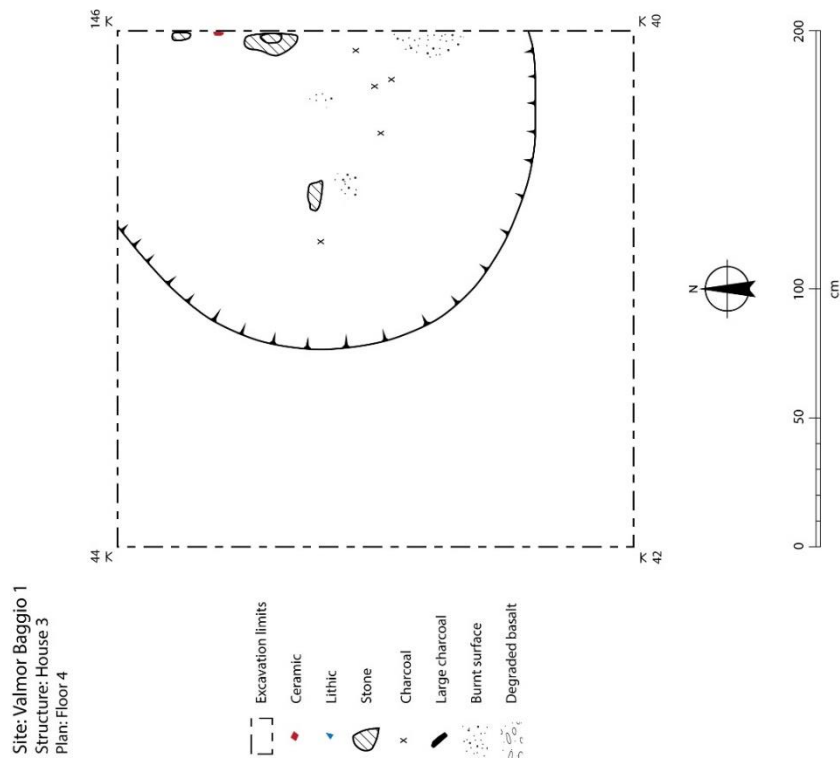 Site: Valmor Baggio 1
Structure: House 3
Plan: Floor 4
Excavation limits
Ceramic
Lithic
Stone
Charcoal
Large charcoal
Burnt surface
Degraded basalt
44
146
42
40
N
0
50
100
200
cm